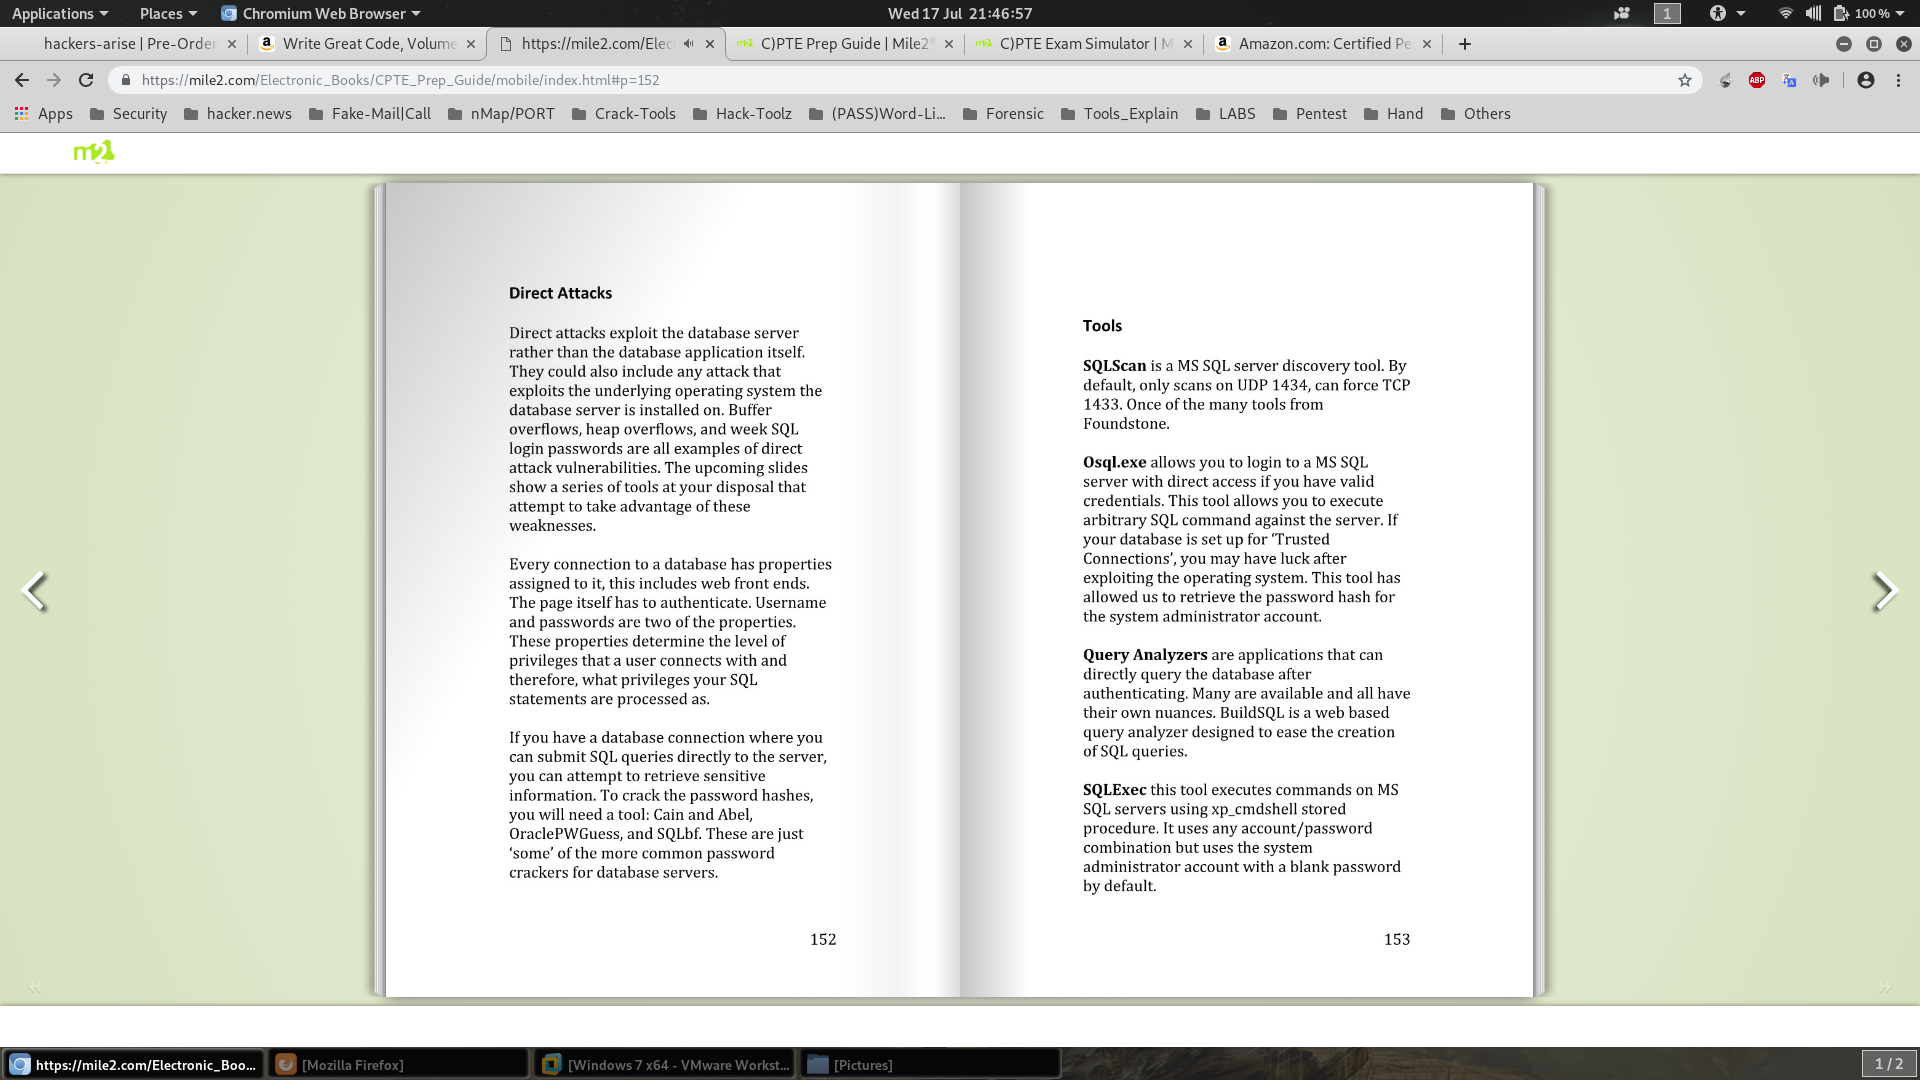 Applications
Places
Chromium Web Browser
Wed 17 Jul 21:46:57
1
100 %
hackers-arise | Pre-Order
Write Great Code, Volume
https://mile2.com/Elec
C)PTE Prep Guide | Mile2
C)PTE Exam Simulator | M
Amazon.com: Certified Pe
https://mile2.com/Electronic_Books/CPTE_Prep_Guide/mobile/index.html#p=152
ABP
Apps
Security
hacker.news
Fake-Mail|Call
nMap/PORT
Crack-Tools
Hack-Toolz
(PASS)Word-Li...
Forensic
Tools_Explain
LABS
Pentest
Hand
Others
m2
Direct Attacks
Direct attacks exploit the database server
rather than the database application itself.
They could also include any attack that
exploits the underlying operating system the
database server is installed on. Buffer
overflows, heap overflows, and week SQL
login passwords are all examples of direct
attack vulnerabilities. The upcoming slides
show a series of tools at your disposal that
attempt to take advantage of these
weaknesses.
Every connection to a database has properties
assigned to it, this includes web front ends.
The page itself has to authenticate. Username
and passwords are two of the properties.
These properties determine the level of
privileges that a user connects with and
therefore, what privileges your SQL
statements are processed as.
If you have a database connection where you
can submit SQL queries directly to the server,
you can attempt to retrieve sensitive
information. To crack the password hashes,
you will need a tool: Cain and Abel,
OraclePWGuess, and SQLbf. These are just
‘some’ of the more common password
crackers for database servers.
152
Tools
SQLScan is a MS SQL server discovery tool. By
default, only scans on UDP 1434, can force TCP
1433. Once of the many tools from
Foundstone.
Osql.exe allows you to login to a MS SQL
server with direct access if you have valid
credentials. This tool allows you to execute
arbitrary SQL command against the server. If
your database is set up for ‘Trusted
Connections’, you may have luck after
exploiting the operating system. This tool has
allowed us to retrieve the password hash for
the system administrator account.
Query Analyzers are applications that can
directly query the database after
authenticating. Many are available and all have
their own nuances. BuildSQL is a web based
query analyzer designed to ease the creation
of SQL queries.
SQLExec this tool executes commands on MS
SQL servers using xp_cmdshell stored
procedure. It uses any account/password
combination but uses the system
administrator account with a blank password
by default.
153
https://mile2.com/Electronic_Boo...
[Mozilla Firefox]
[Windows 7 x64 - VMware Workst...
[Pictures]
1 / 2